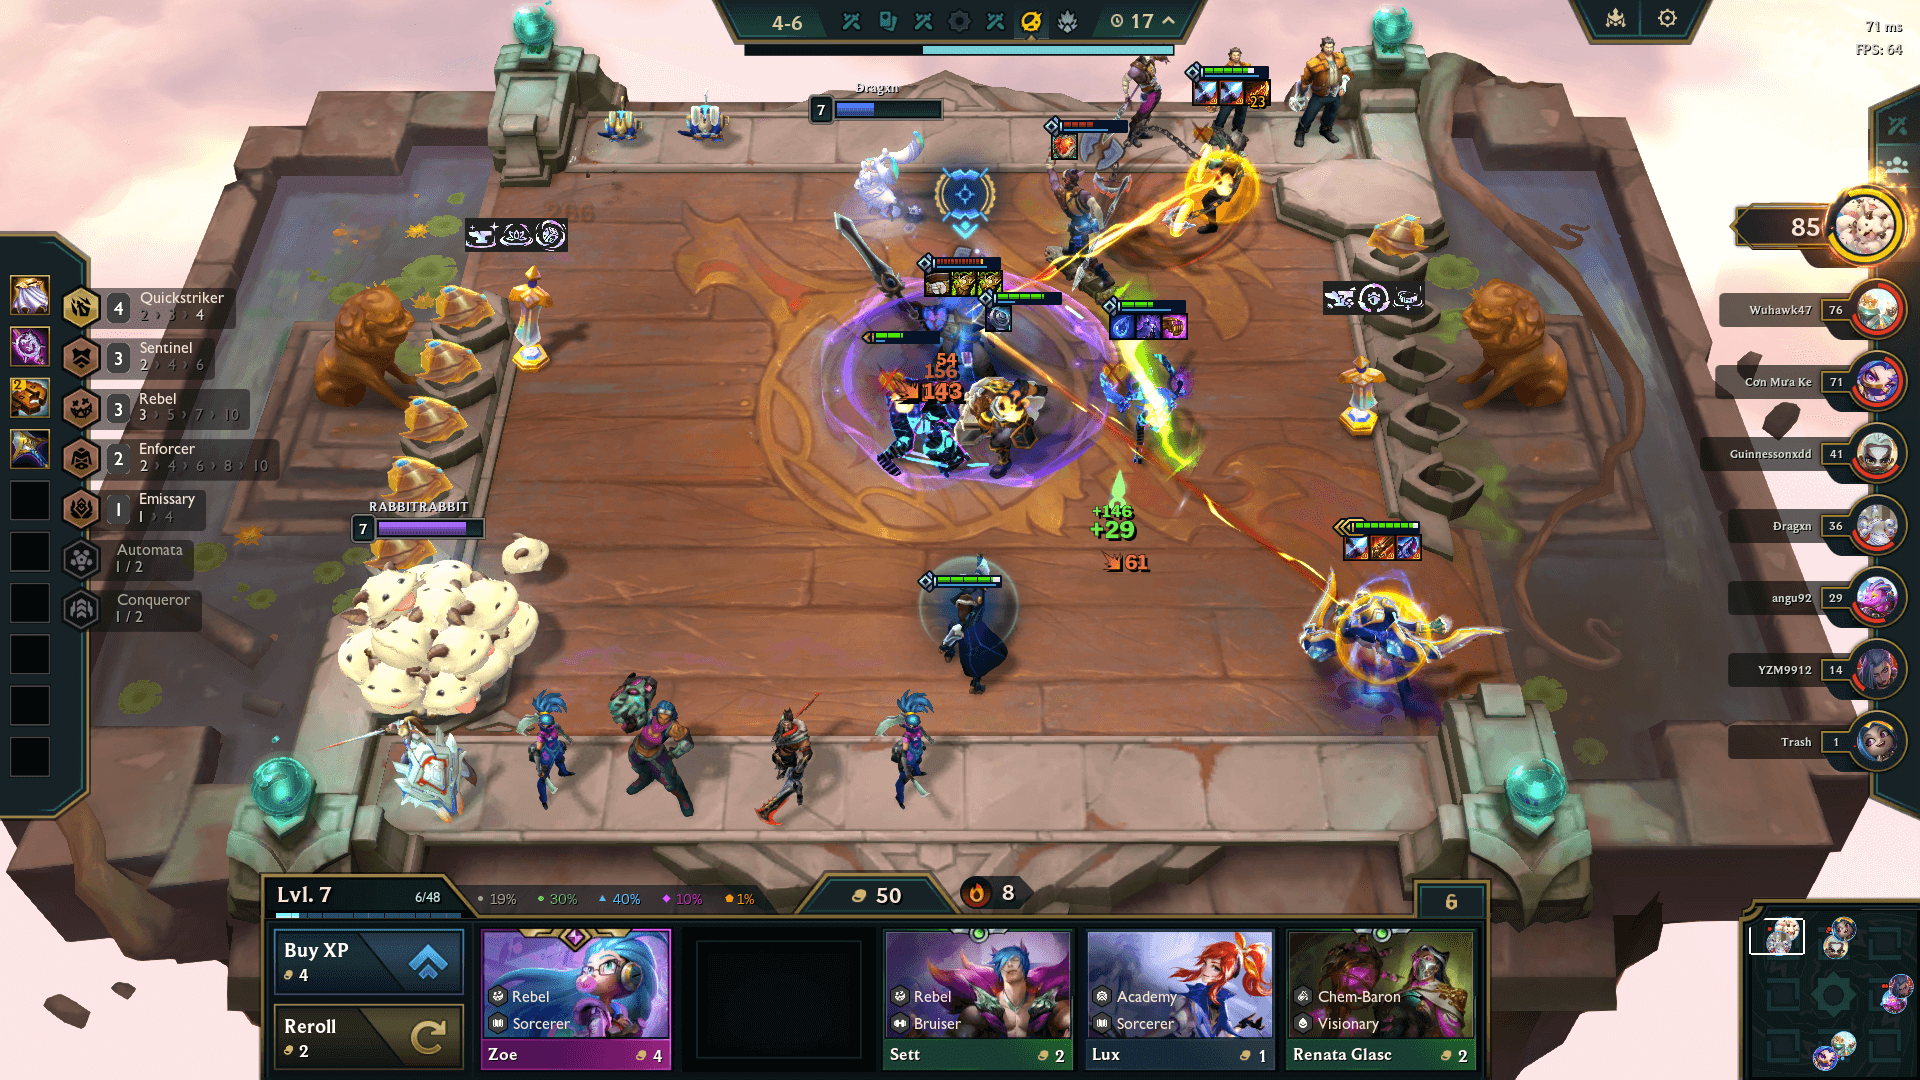 4-6
17
71 ms
FPS: 64
Dragxn
7
23
85
Quickstriker
4
2 › 3 › 4
Sentinel
3
2 › 4 › 6
Rebel
3
3 › 5 › 7 › 10
Enforcer
2
2 › 4 › 6 › 8 › 10
Emissary
1
1 › 4
Automata
1 / 2
Conqueror
1 / 2
2
Wuhawk47 76
Cơn Mưa Kẹ 71
Guinnessonxdd 41
Dragxn 36
angu92 29
YZM9912 14
Trash 1
54
156
143
RABBITRABBIT
7
+146
+29
61
Lvl. 7
6/48
19%
30%
40%
10%
1%
50
8
6
Buy XP
4
Reroll
2
Rebel
Sorcerer
Zoe 4
Rebel
Bruiser
Sett 2
Academy
Sorcerer
Lux 1
Chem-Baron
Visionary
Renata Glasc 2